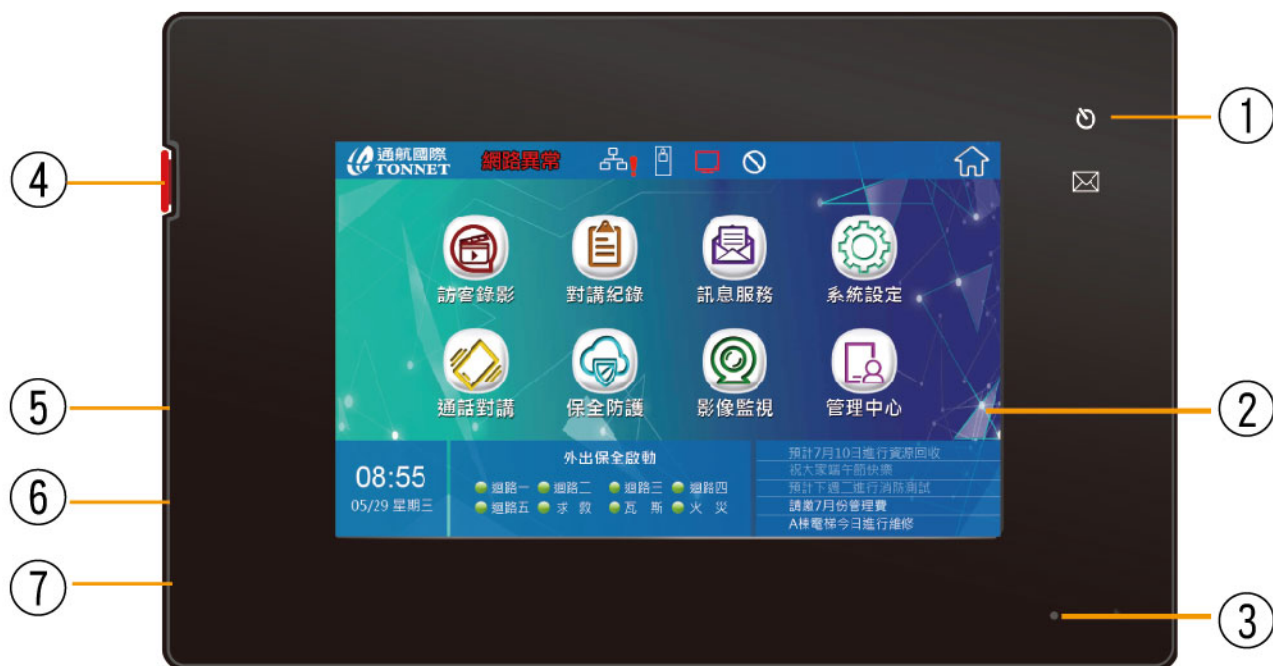 ①
④
通航國際
TONNET
網路異常
訪客錄影 對講紀錄 訊息服務 系統設定
通話對講 保全防護 影像監視 管理中心
⑤
②
⑥
08:55
05/29 星期三
外出保全啟動
迴路一 迴路二 迴路三 迴路四
迴路五 求救 瓦斯 火災
預計7月10日進行資源回收
祝大家端午節快樂
預計下週二進行消防測試
請繳7月份管理費
A棟電梯今日進行維修
⑦
③